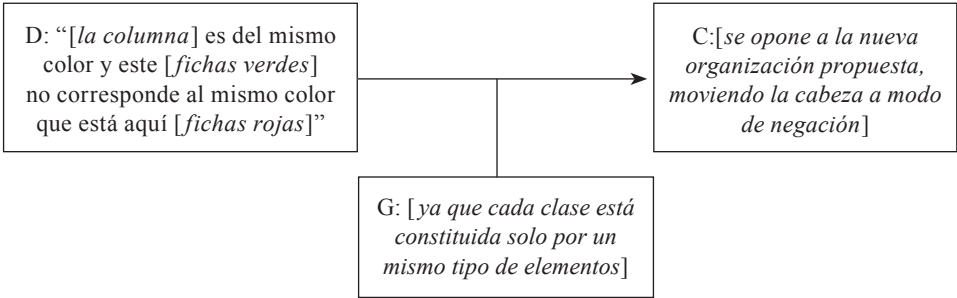 D: “[la columna] es del mismo
color y este [fichas verdes]
no corresponde al mismo color
que está aquí [fichas rojas]”
C:[se opone a la nueva
organización propuesta,
moviendo la cabeza a modo
de negación]
G: [ya que cada clase está
constituida solo por un
mismo tipo de elementos]